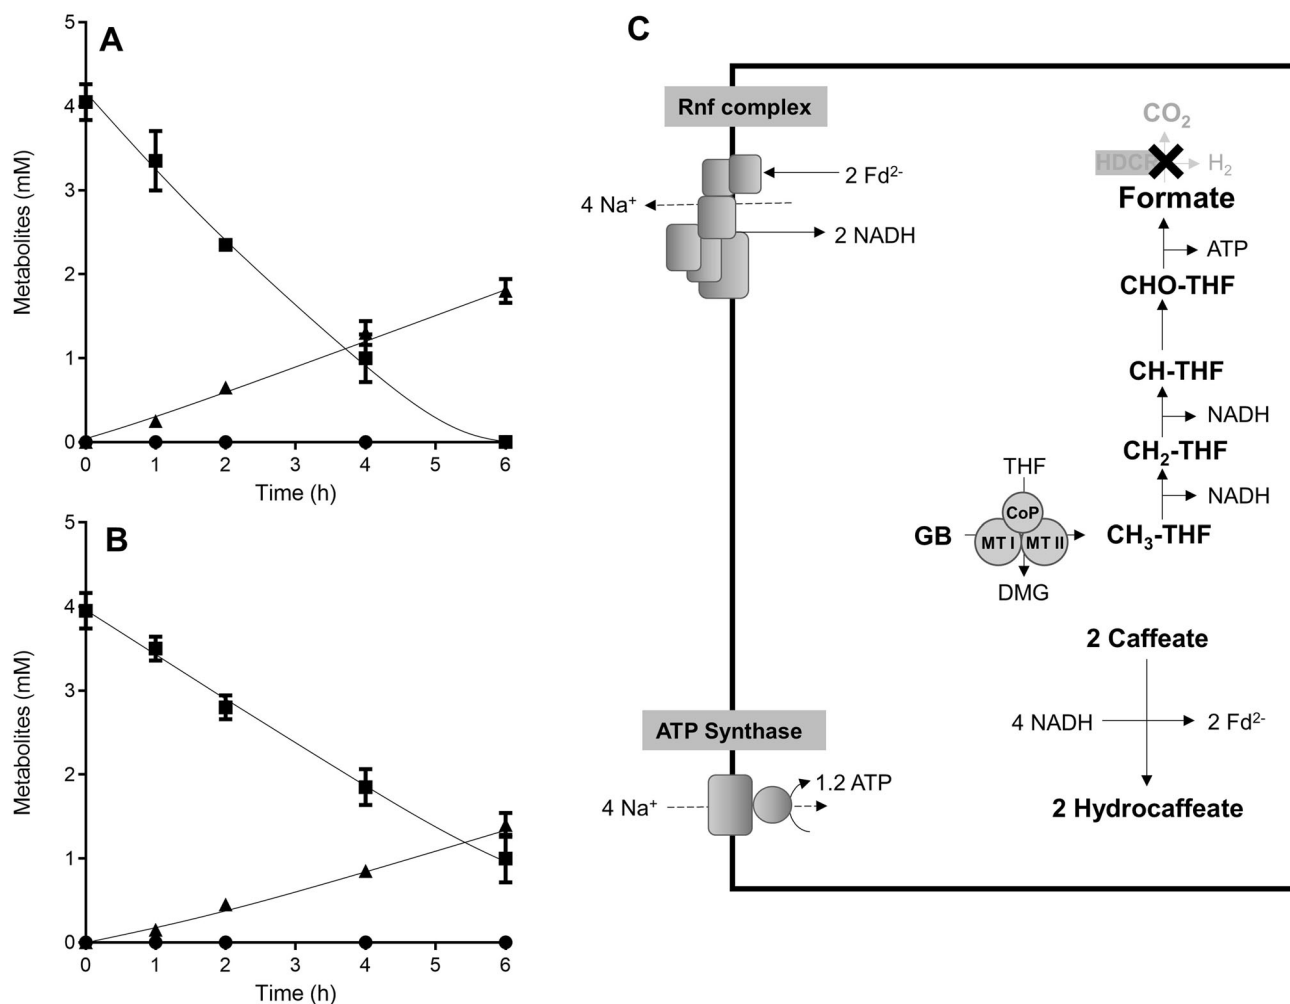 A
Metabolites (mM)
5
4
3
2
1
0
0 1 2 3 4 5 6
Time (h)
B
Metabolites (mM)
5
4
3
2
1
0
0 1 2 3 4 5 6
Time (h)
C
Rnf complex
2 Fd²⁻
4 Na⁺
2 NADH
CO₂
H₂
Formate
ATP
CHO-THF
CH-THF
NADH
CH₂-THF
NADH
THF
CoP
GB
MT I
MT II
CH₃-THF
DMG
2 Caffeate
4 NADH
2 Fd²⁻
2 Hydrocaffeate
ATP Synthase
1.2 ATP
4 Na⁺